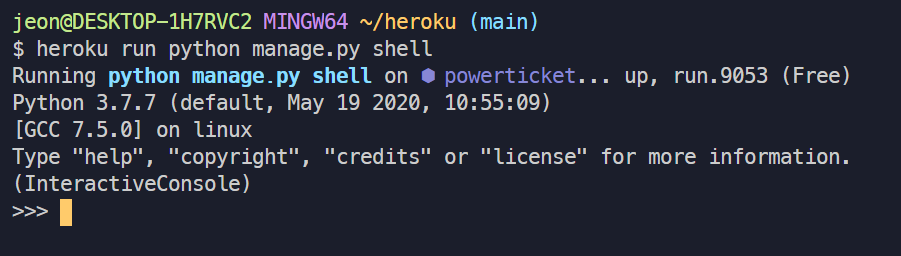 jeon@DESKTOP-1H7RVC2 MINGW64 ~/heroku (main)
$ heroku run python manage.py shell
Running python manage.py shell on ⬢ powerticket... up, run.9053 (Free)
Python 3.7.7 (default, May 19 2020, 10:55:09)
[GCC 7.5.0] on linux
Type "help", "copyright", "credits" or "license" for more information.
(InteractiveConsole)
>>>